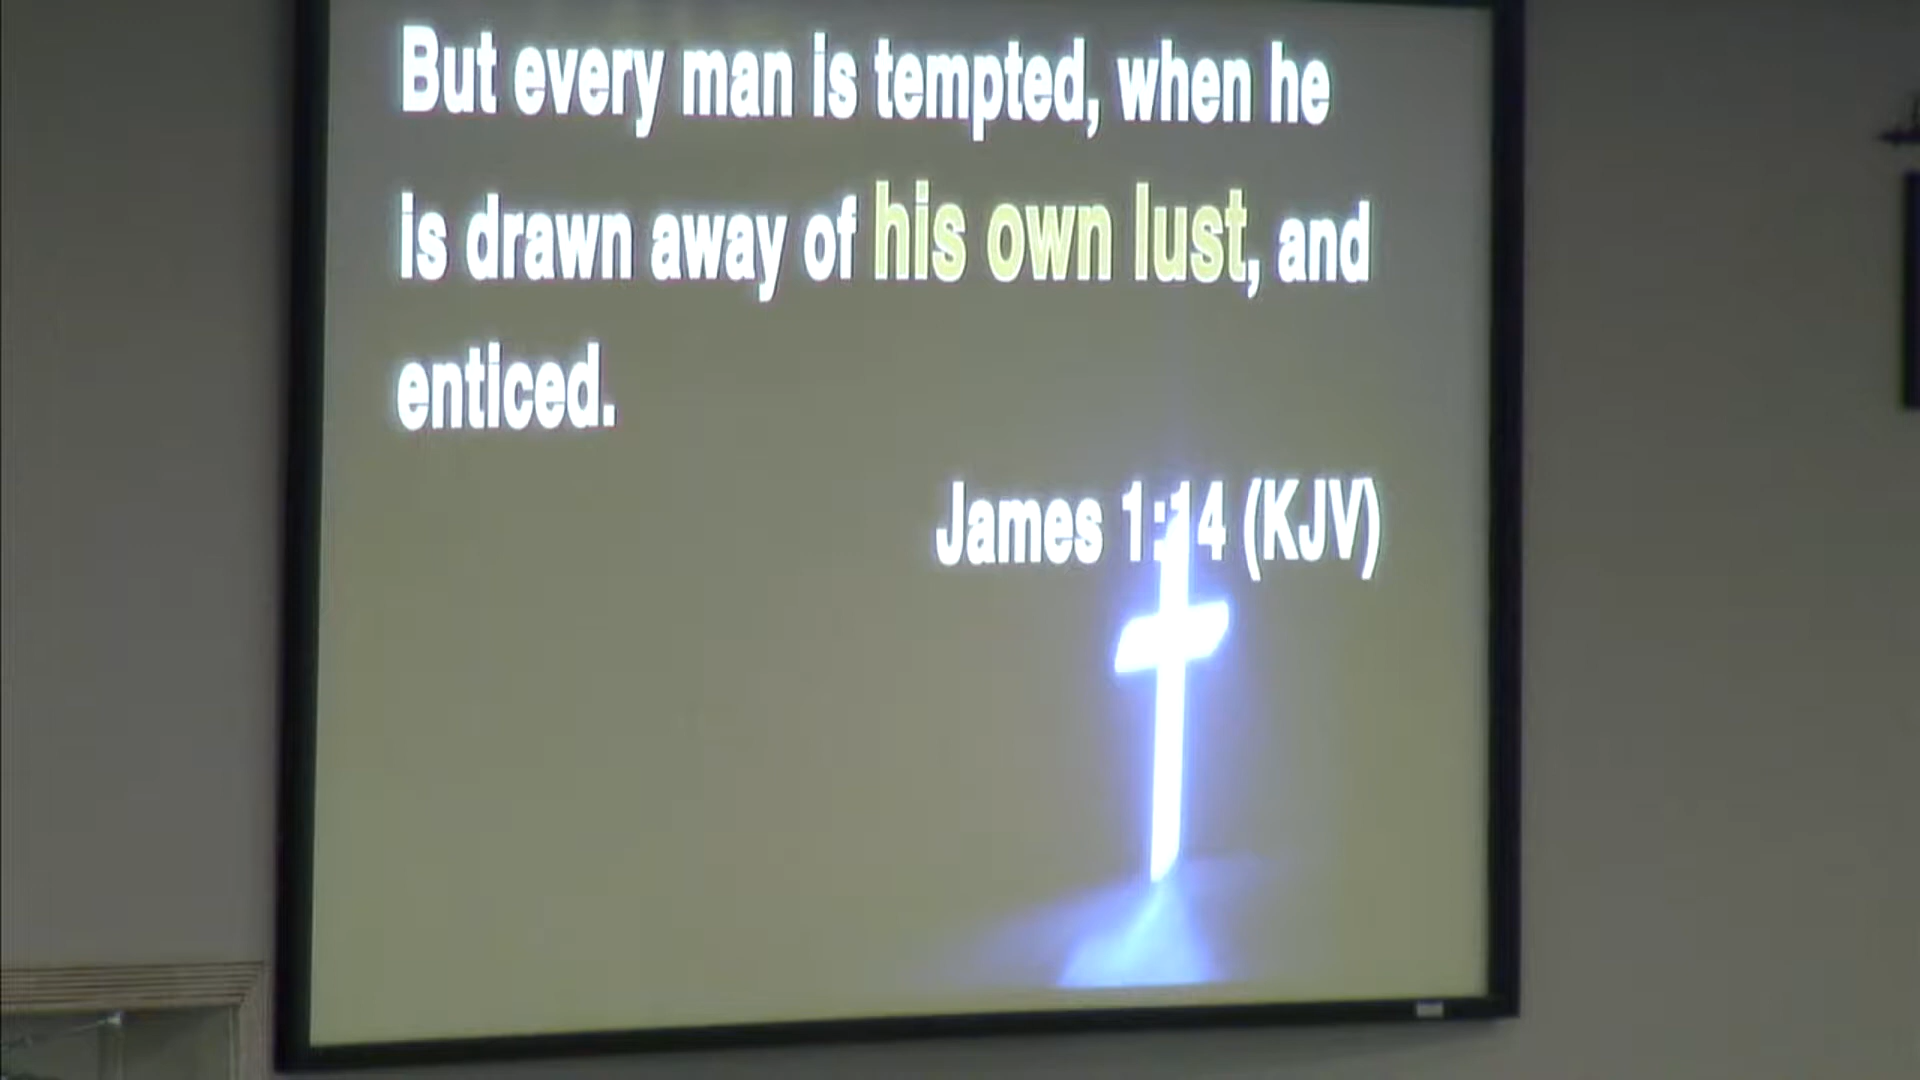 But every man is tempted, when he
is drawn away of his own lust, and
enticed.
James 1:14 (KJV)